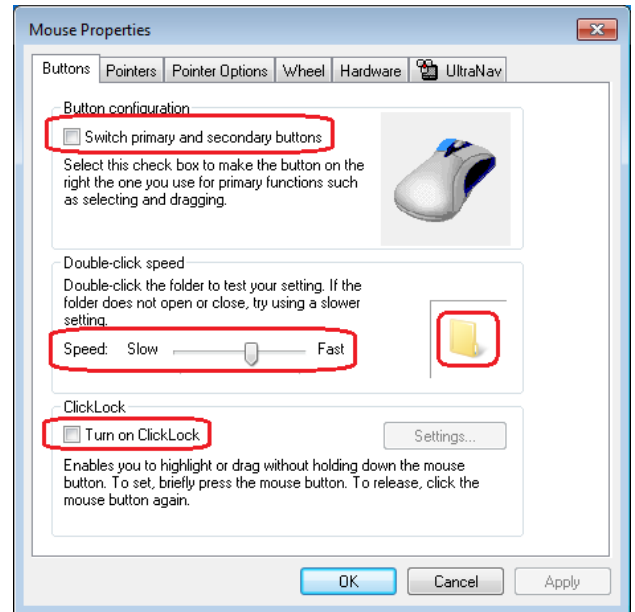 Mouse Properties
Buttons Pointers Pointer Options Wheel Hardware UltraNav
Button configuration
Switch primary and secondary buttons
Select this check box to make the button on the
right the one you use for primary functions such
as selecting and dragging.
Double-click speed
Double-click the folder to test your setting. If the
folder does not open or close, try using a slower
setting.
Speed: Slow Fast
ClickLock
Turn on ClickLock Settings...
Enables you to highlight or drag without holding down the mouse
button. To set, briefly press the mouse button. To release, click the
mouse button again.
OK Cancel Apply